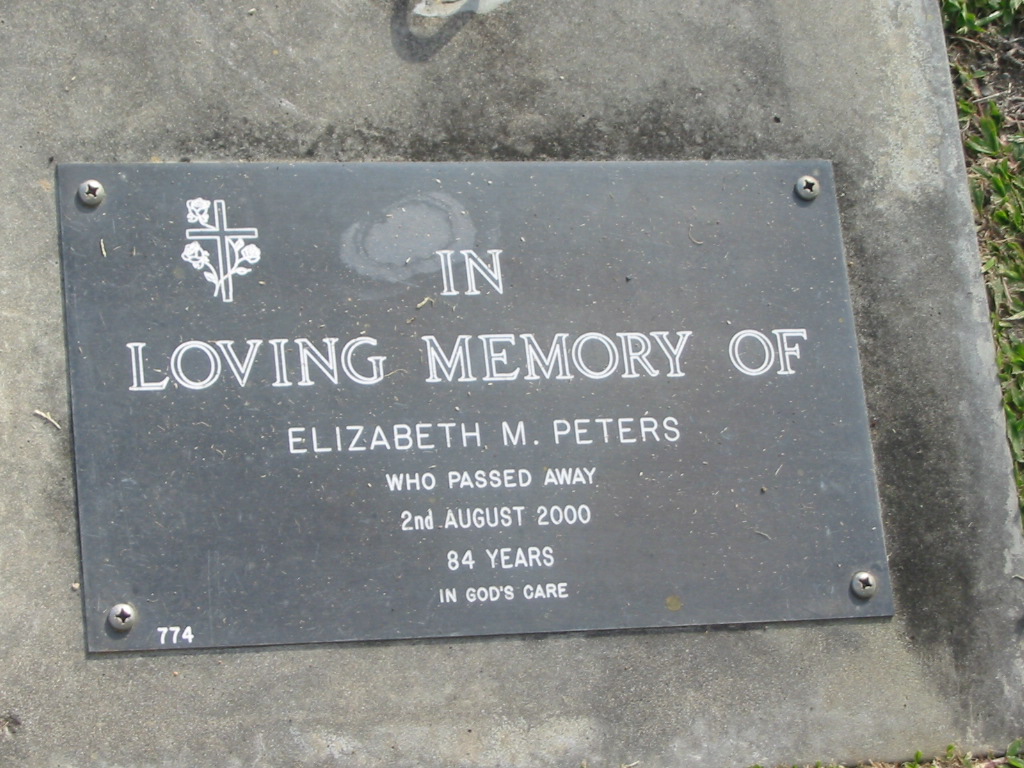 IN
LOVING MEMORY OF
ELIZABETH M. PETERS
WHO PASSED AWAY
2nd AUGUST 2000
84 YEARS
IN GOD'S CARE
774